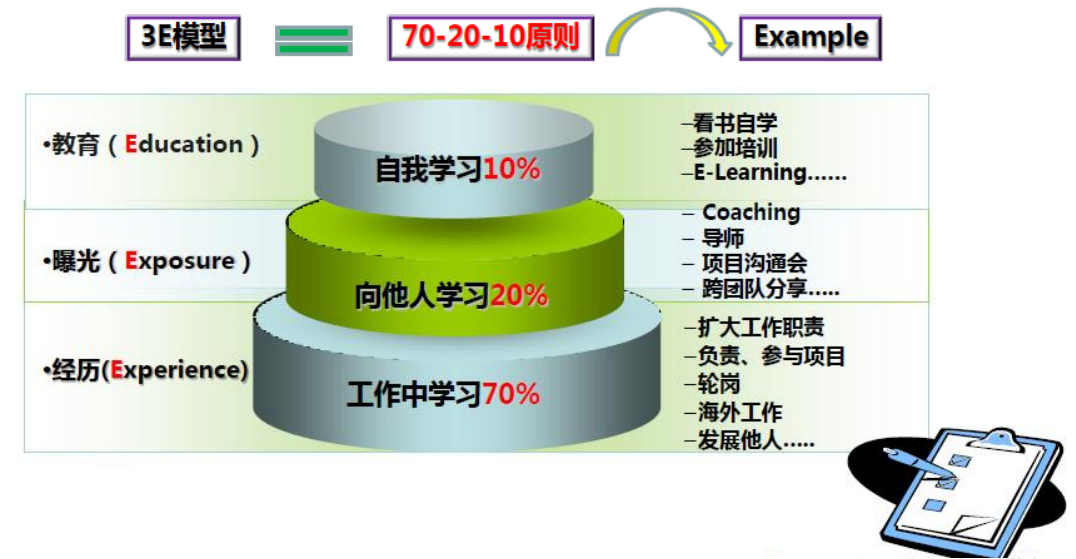 3E模型
70-20-10原则
Example
•教育（Education）
自我学习10%
–看书自学
–参加培训
–E-Learning……
•曝光（Exposure）
向他人学习20%
– Coaching
– 导师
– 项目沟通会
– 跨团队分享…..
•经历(Experience)
工作中学习70%
–扩大工作职责
–负责、参与项目
–轮岗
–海外工作
–发展他人…..